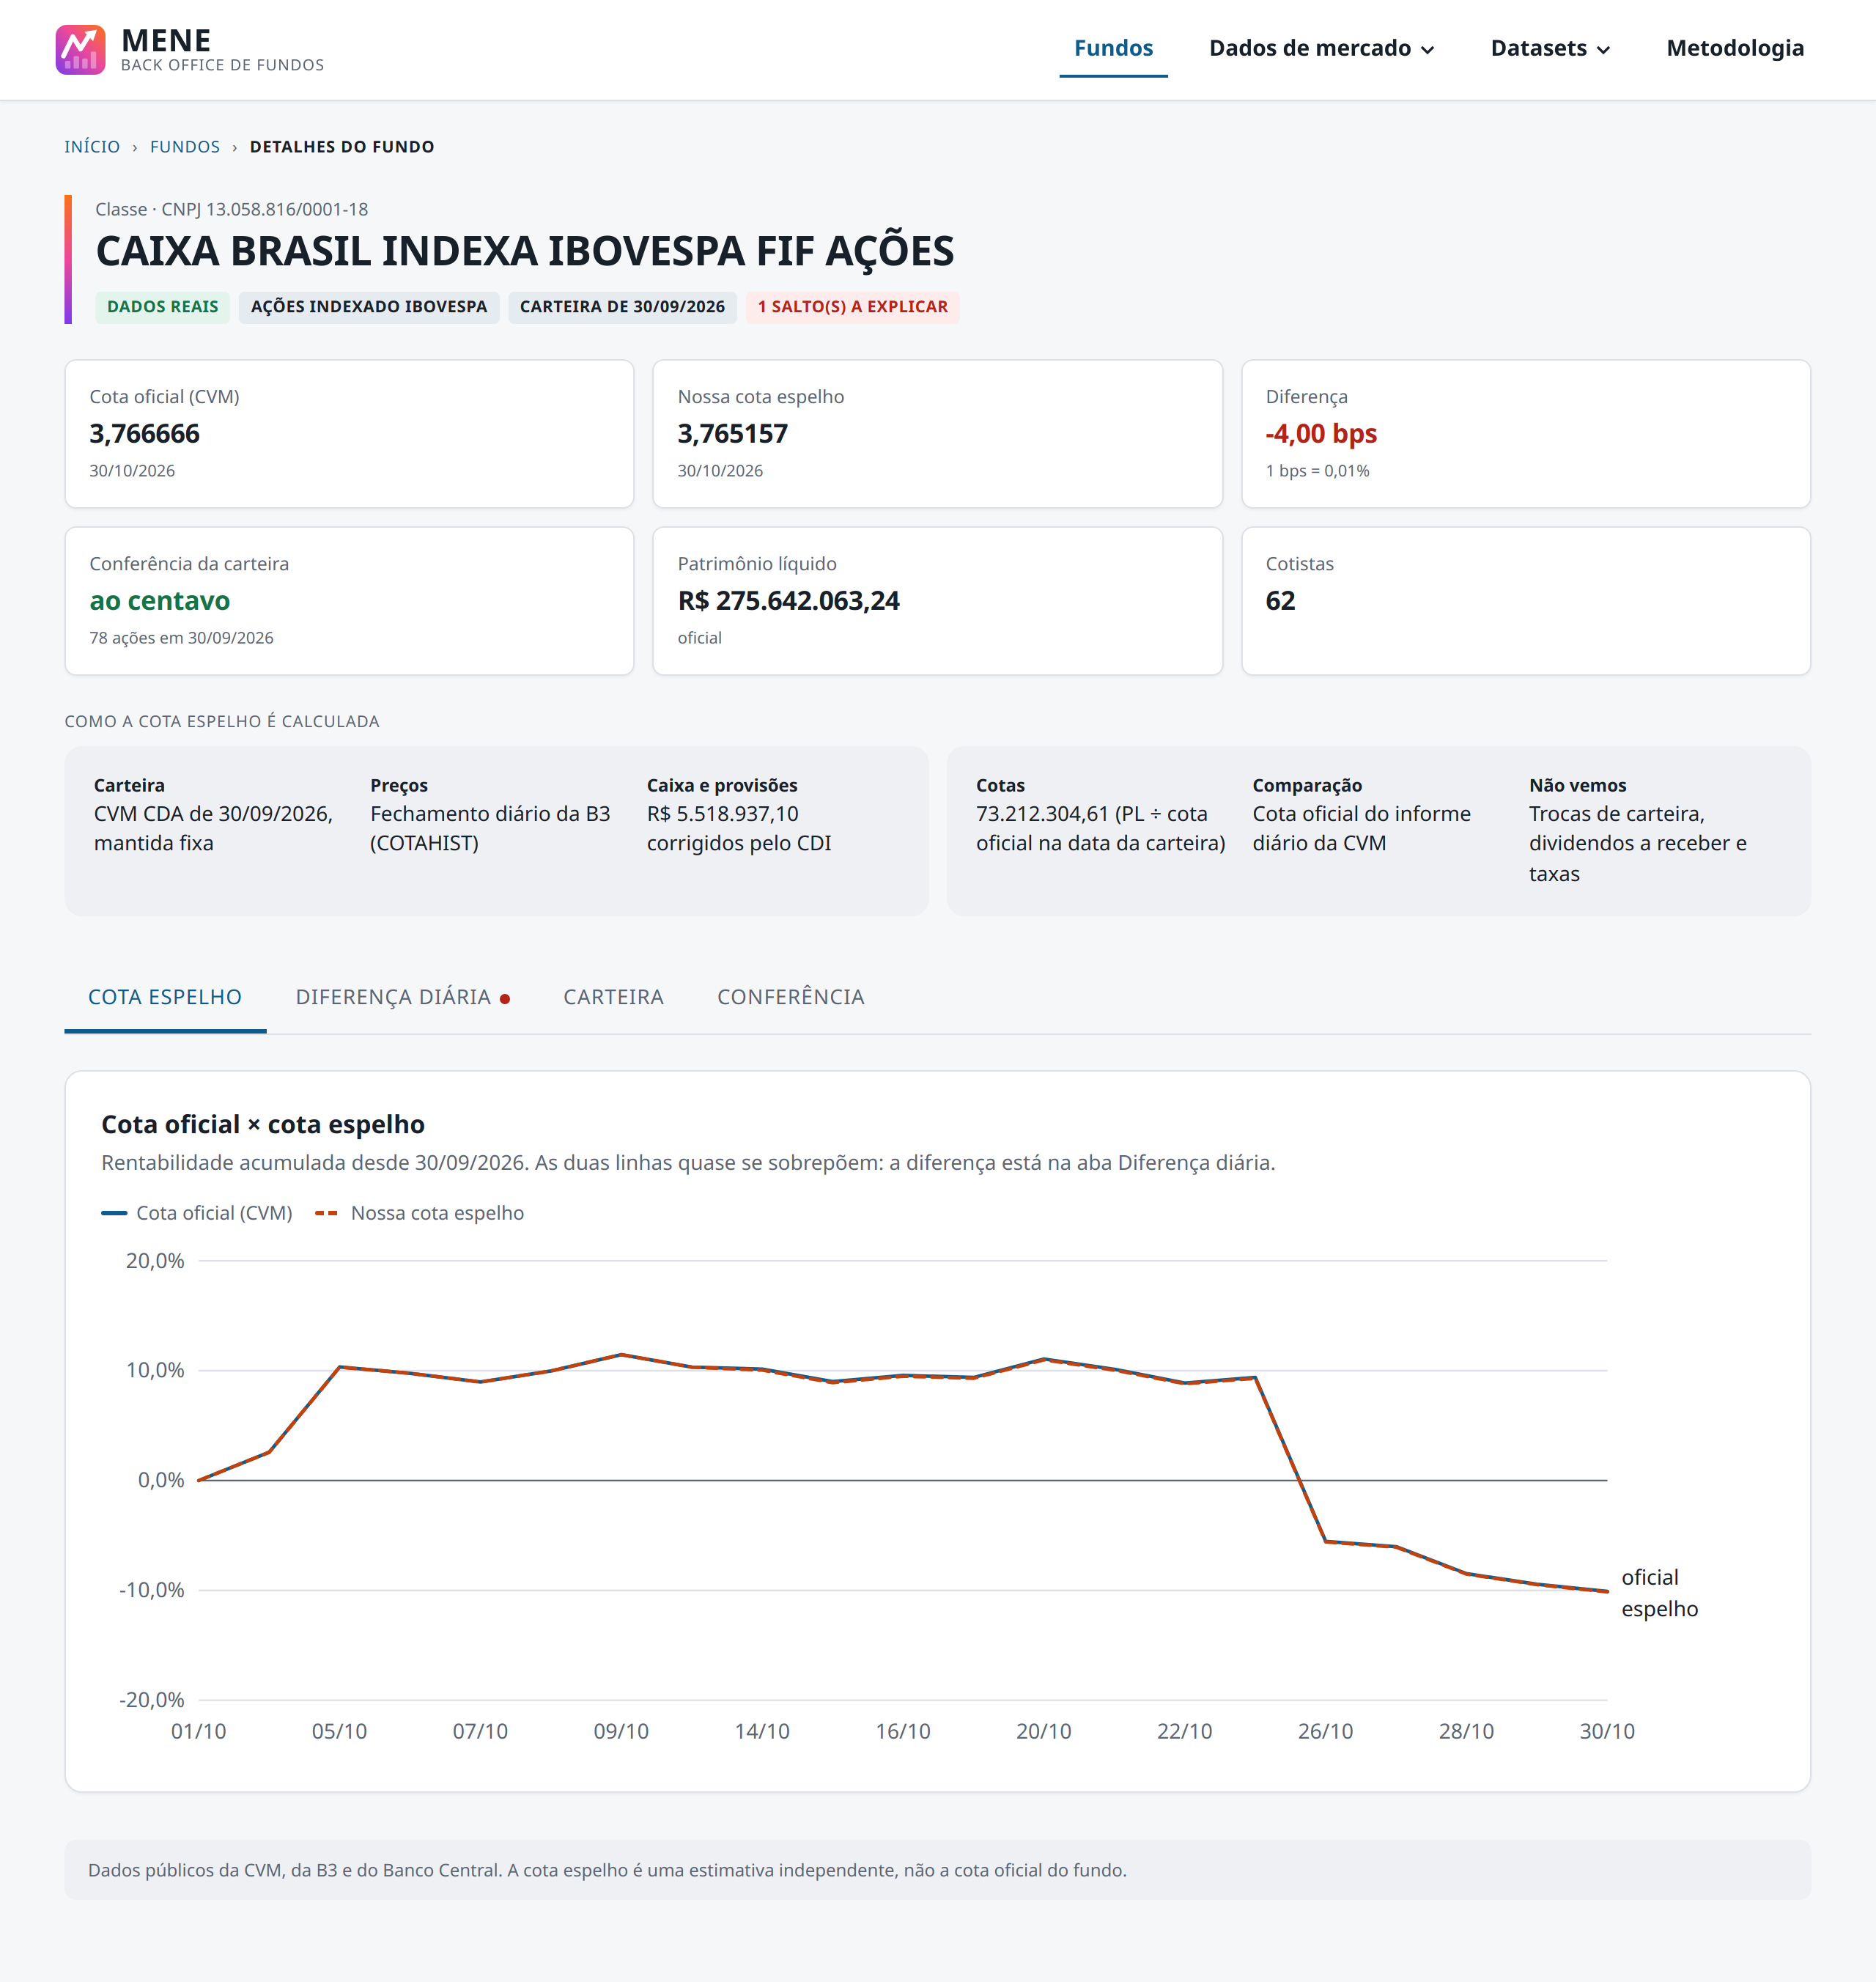 MENE
BACK OFFICE DE FUNDOS
Fundos
Dados de mercado
Datasets
Metodologia
INÍCIO › FUNDOS › DETALHES DO FUNDO
Classe · CNPJ 13.058.816/0001-18
CAIXA BRASIL INDEXA IBOVESPA FIF AÇÕES
DADOS REAIS
AÇÕES INDEXADO IBOVESPA
CARTEIRA DE 30/09/2026
1 SALTO(S) A EXPLICAR
Cota oficial (CVM)
3,766666
30/10/2026
Nossa cota espelho
3,765157
30/10/2026
Diferença
-4,00 bps
1 bps = 0,01%
Conferência da carteira
ao centavo
78 ações em 30/09/2026
Patrimônio líquido
R$ 275.642.063,24
oficial
Cotistas
62
COMO A COTA ESPELHO É CALCULADA
Carteira
CVM CDA de 30/09/2026,
mantida fixa
Preços
Fechamento diário da B3
(COTAHIST)
Caixa e provisões
R$ 5.518.937,10
corrigidos pelo CDI
Cotas
73.212.304,61 (PL ÷ cota
oficial na data da carteira)
Comparação
Cota oficial do informe
diário da CVM
Não vemos
Trocas de carteira,
dividendos a receber e
taxas
COTA ESPELHO
DIFERENÇA DIÁRIA
CARTEIRA
CONFERÊNCIA
Cota oficial × cota espelho
Rentabilidade acumulada desde 30/09/2026. As duas linhas quase se sobrepõem: a diferença está na aba Diferença diária.
Cota oficial (CVM)
Nossa cota espelho
20,0%
10,0%
0,0%
-10,0%
-20,0%
oficial
espelho
01/10
05/10
07/10
09/10
14/10
16/10
20/10
22/10
26/10
28/10
30/10
Dados públicos da CVM, da B3 e do Banco Central. A cota espelho é uma estimativa independente, não a cota oficial do fundo.